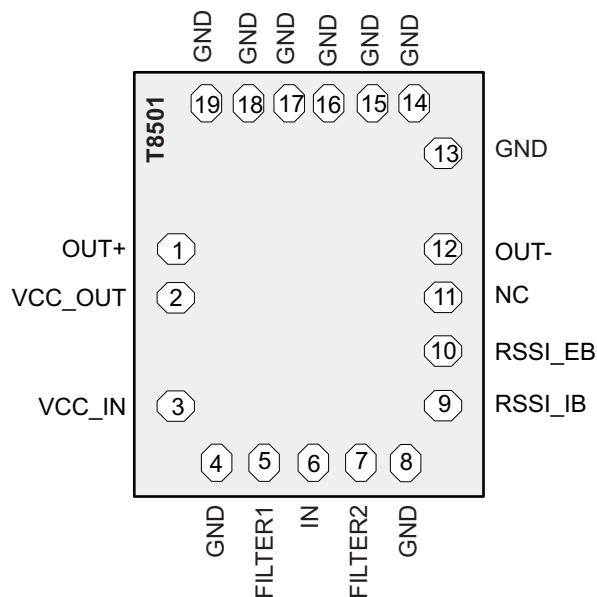 GND GND GND GND GND GND
19 18 17 16 15 14
T8501
13 GND
OUT+ 1 12 OUT-
VCC_OUT 2 11 NC
10 RSSI_EB
VCC_IN 3 9 RSSI_IB
4 5 6 7 8
GND FILTER1 IN FILTER2 GND